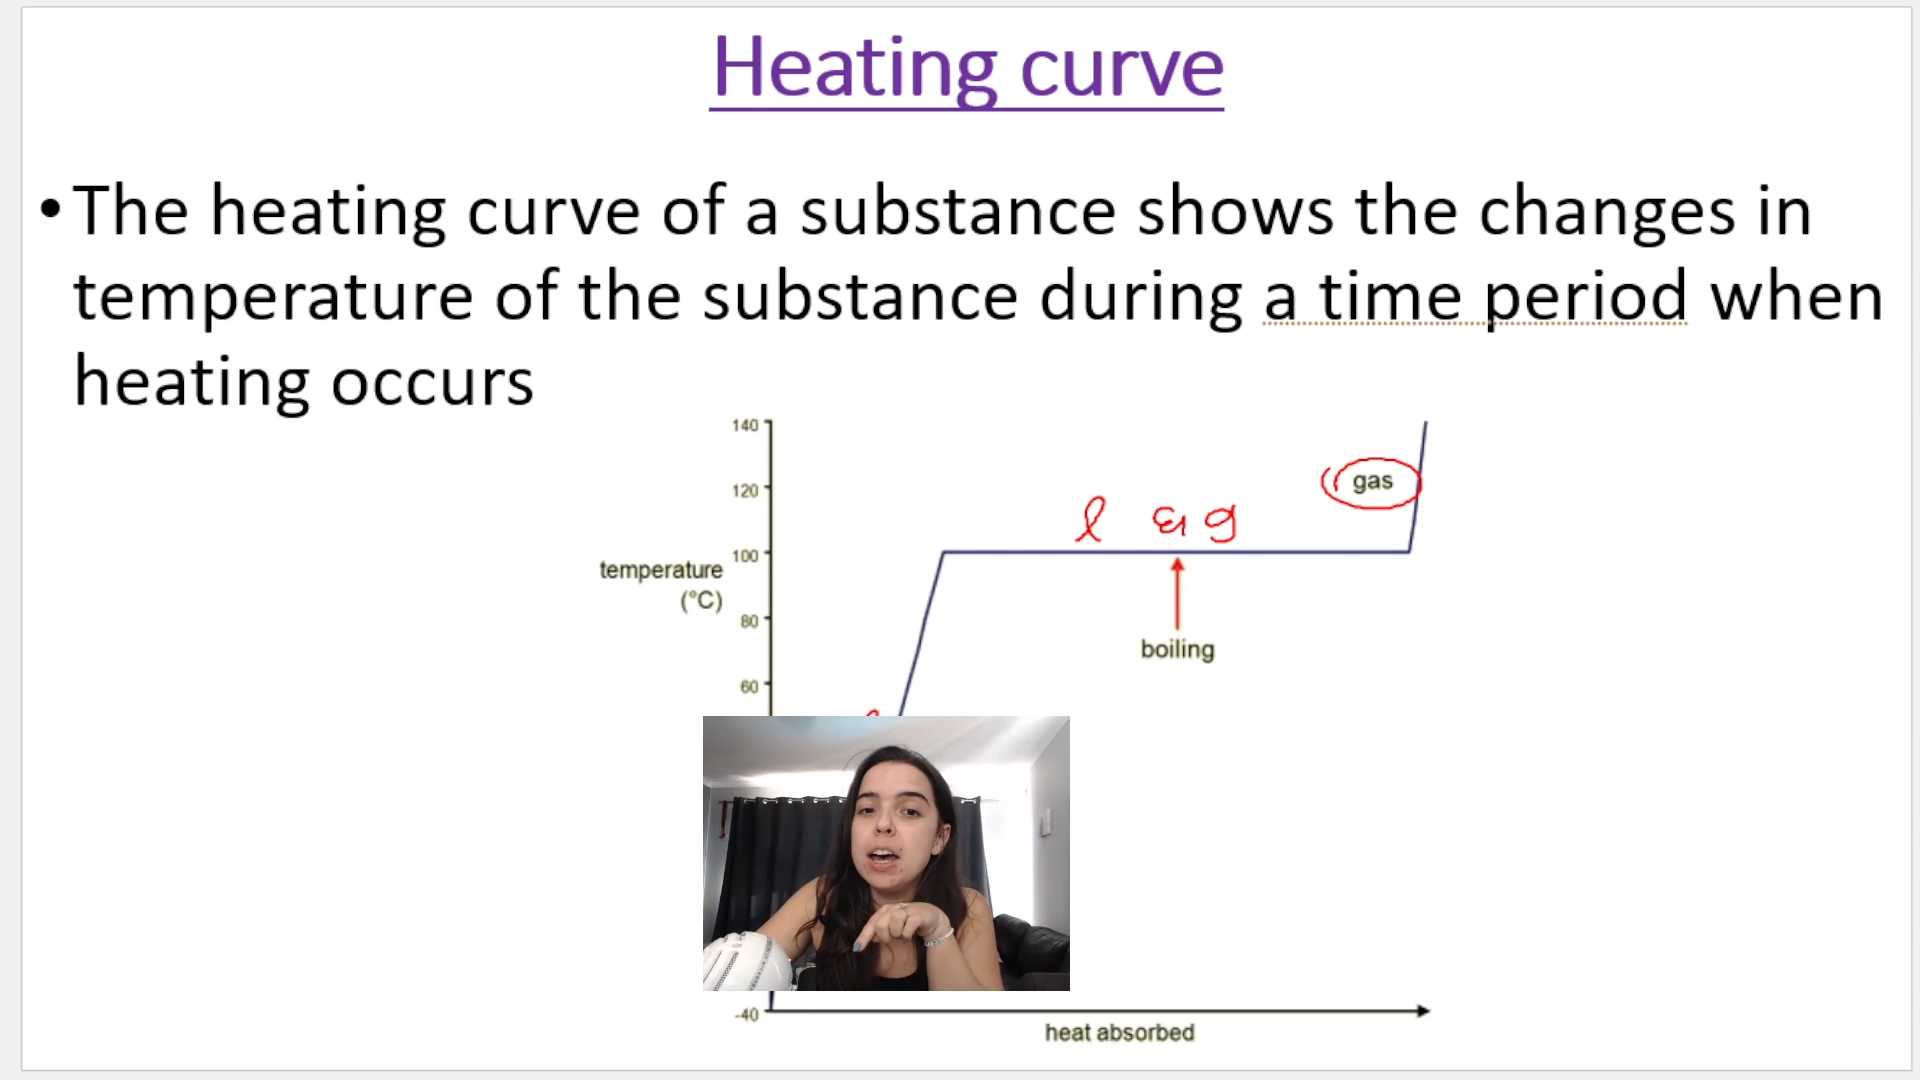 Heating curve
•The heating curve of a substance shows the changes in
temperature of the substance during a time period when
heating occurs
140
120
gas
l & g
100
temperature
(°C)
80
boiling
60
-40
heat absorbed